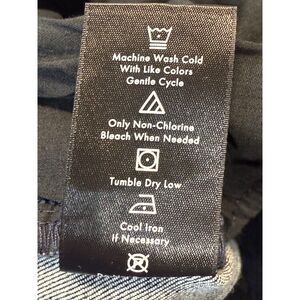 Machine Wash Cold
With Like Colors
Gentle Cycle
Only Non-Chlorine
Bleach When Needed
Tumble Dry Low
Cool Iron
If Necessary